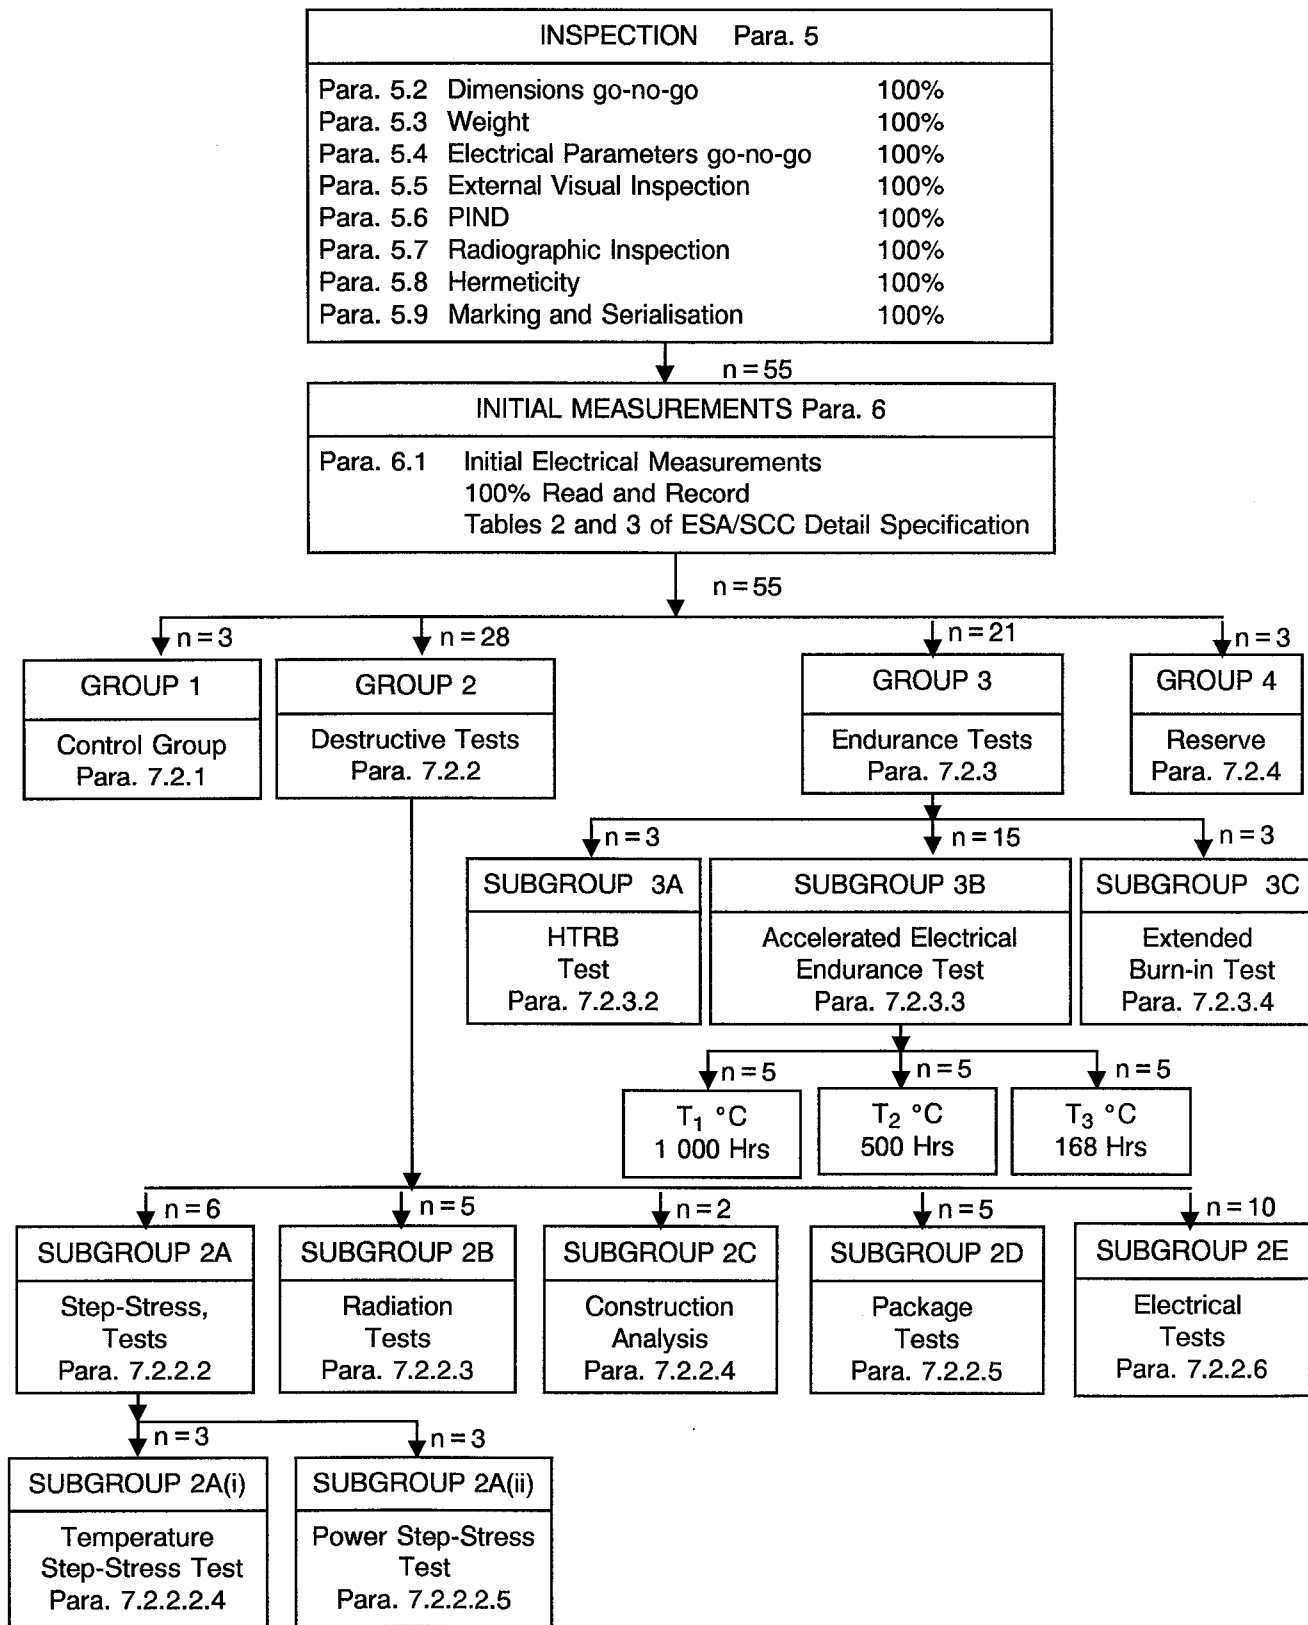 INSPECTION Para. 5
Para. 5.2 Dimensions go-no-go 100%
Para. 5.3 Weight 100%
Para. 5.4 Electrical Parameters go-no-go 100%
Para. 5.5 External Visual Inspection 100%
Para. 5.6 PIND 100%
Para. 5.7 Radiographic Inspection 100%
Para. 5.8 Hermeticity 100%
Para. 5.9 Marking and Serialisation 100%
n = 55
INITIAL MEASUREMENTS Para. 6
Para. 6.1 Initial Electrical Measurements
100% Read and Record
Tables 2 and 3 of ESA/SCC Detail Specification
n = 55
n = 3
GROUP 1
Control Group
Para. 7.2.1
n = 28
GROUP 2
Destructive Tests
Para. 7.2.2
n = 21
GROUP 3
Endurance Tests
Para. 7.2.3
n = 3
GROUP 4
Reserve
Para. 7.2.4
n = 3
SUBGROUP 3A
HTRB
Test
Para. 7.2.3.2
n = 15
SUBGROUP 3B
Accelerated Electrical
Endurance Test
Para. 7.2.3.3
n = 3
SUBGROUP 3C
Extended
Burn-in Test
Para. 7.2.3.4
n = 5
T₁ °C
1 000 Hrs
n = 5
T₂ °C
500 Hrs
n = 5
T₃ °C
168 Hrs
n = 6
SUBGROUP 2A
Step-Stress,
Tests
Para. 7.2.2.2
n = 5
SUBGROUP 2B
Radiation
Tests
Para. 7.2.2.3
n = 2
SUBGROUP 2C
Construction
Analysis
Para. 7.2.2.4
n = 5
SUBGROUP 2D
Package
Tests
Para. 7.2.2.5
n = 10
SUBGROUP 2E
Electrical
Tests
Para. 7.2.2.6
n = 3
SUBGROUP 2A(i)
Temperature
Step-Stress Test
Para. 7.2.2.2.4
n = 3
SUBGROUP 2A(ii)
Power Step-Stress
Test
Para. 7.2.2.2.5